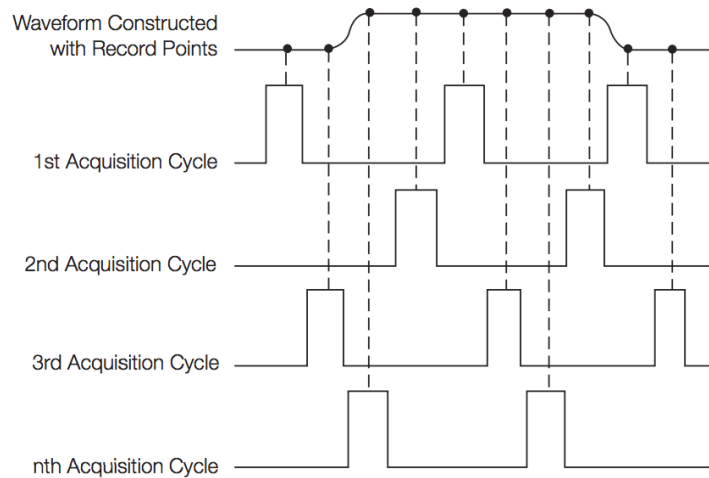 Waveform Constructed
with Record Points
1st Acquisition Cycle
2nd Acquisition Cycle
3rd Acquisition Cycle
nth Acquisition Cycle